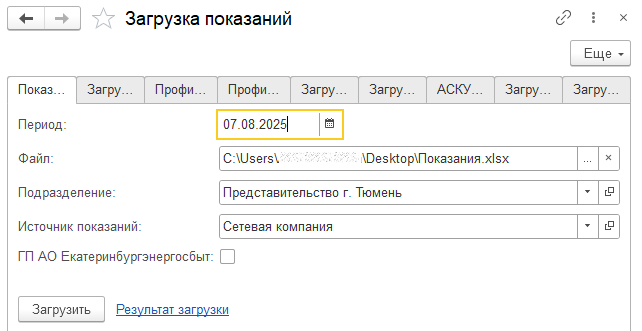 Загрузка показаний
Еще
Показ... Загру... Профи... Профи... Загру... Загру... АСКУ... Загру... Загру...
Период: 07.08.2025
Файл: C:\Users\ \Desktop\Показания.xlsx ... ×
Подразделение: Представительство г. Тюмень
Источник показаний: Сетевая компания
ГП АО Екатеринбургэнергосбыт:
Загрузить Результат загрузки